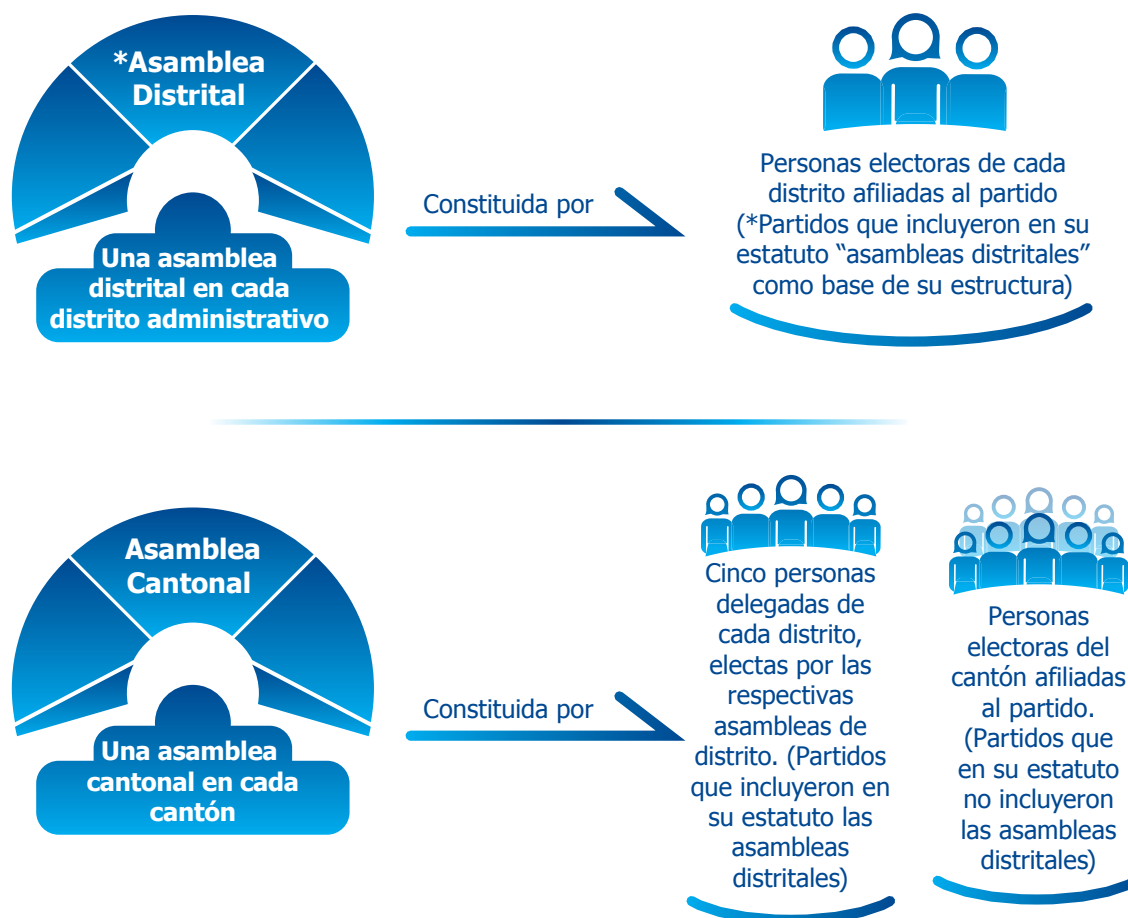 *Asamblea
Distrital
Una asamblea
distrital en cada
distrito administrativo
Constituida por
Personas electoras de cada
distrito afiliadas al partido
(*Partidos que incluyeron en su
estatuto “asambleas distritales”
como base de su estructura)
Asamblea
Cantonal
Una asamblea
cantonal en cada
cantón
Constituida por
Cinco personas
delegadas de
cada distrito,
electas por las
respectivas
asambleas de
distrito. (Partidos
que incluyeron en
su estatuto las
asambleas
distritales)
Personas
electoras del
cantón afiliadas
al partido.
(Partidos que
en su estatuto
no incluyeron
las asambleas
distritales)